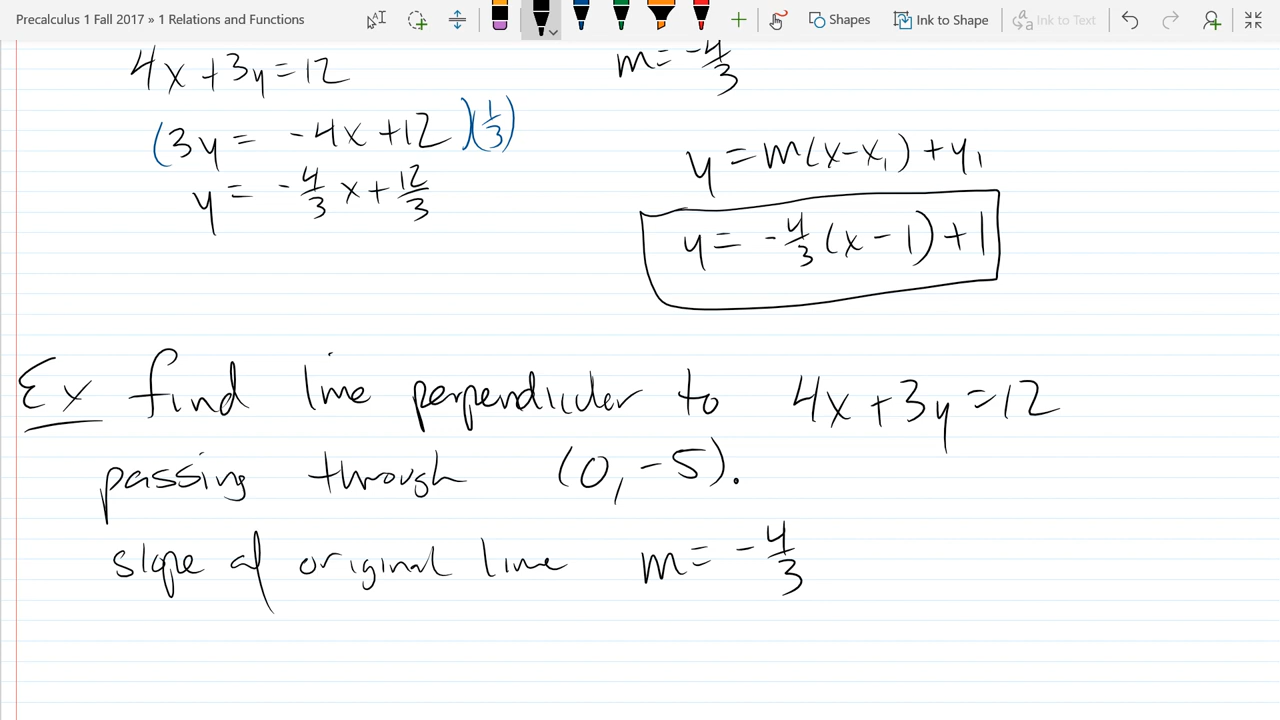 Precalculus 1 Fall 2017 » 1 Relations and Functions
Shapes
Ink to Shape
Ink to Text
4x+3y=12
(3y = -4x+12)(1/3)
y = -4/3 x + 12/3
m = -4/3
y = m(x-x₁)+y₁
y = -4/3 (x-1)+1
Ex find line perpendicular to 4x+3y=12
passing through (0,-5).
slope of original line m = -4/3